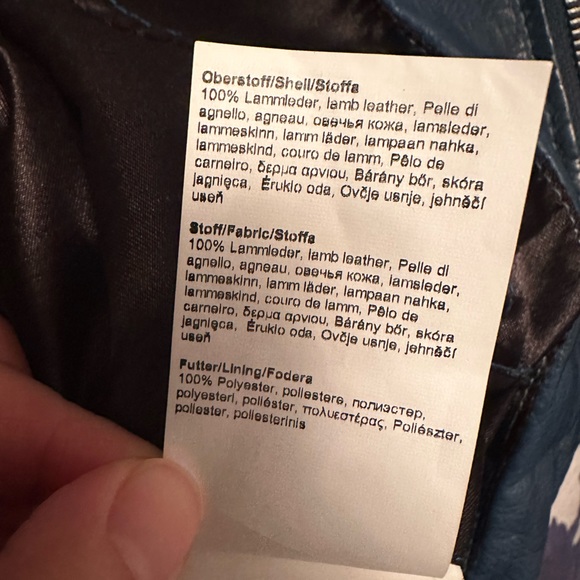 Oberstoff/Shell/Stoffa
100% Lammleder, lamb leather, Pelle di
agnello, agneau, овечья кожа, lamsleder,
lammeskinn, lamm läder, lampaan nahka,
lammeskind, couro de lamm, Pêlo de
carneiro, δερμα αρνιου, Bárány bőr, skóra
jagnięca, Ėruklo oda, Ovčje usnje, jehněčí
useň
Stoff/Fabric/Stoffa
100% Lammleder, lamb leather, Pelle di
agnello, agneau, овечья кожа, lamsleder,
lammeskinn, lamm läder, lampaan nahka,
lammeskind, couro de lamm, Pêlo de
carneiro, δερμα αρνιου, Bárány bőr, skóra
jagnięca, Ėruklo oda, Ovčje usnje, jehněčí
useň
Futter/Lining/Fodera
100% Polyester, poliestere, полиэстер,
polyesteri, poliéster, πολυεστέρας, Poliészter,
poliester, poliesterinis